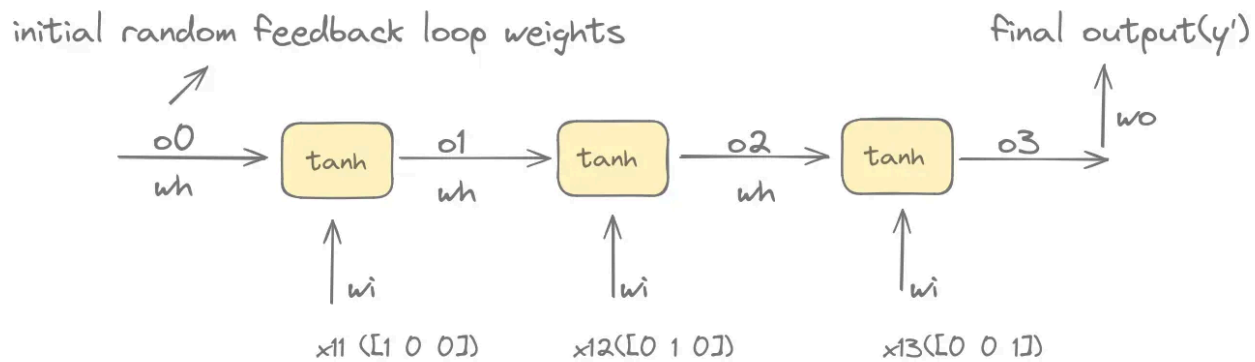 initial random feedback loop weights
final output(y')
o0
wh
tanh
o1
wh
tanh
o2
wh
tanh
o3
wo
wi
wi
wi
x11 ([1 0 0])
x12([0 1 0])
x13([0 0 1])